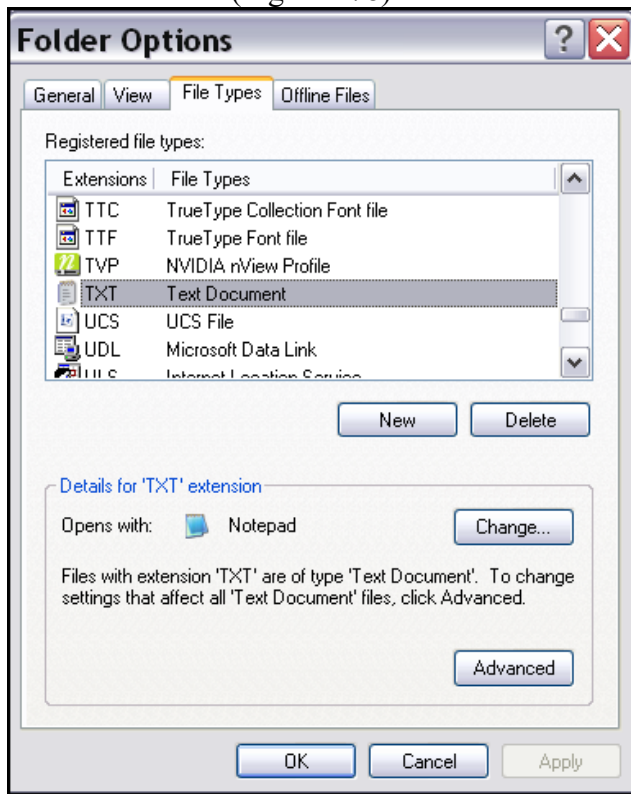 Folder Options
General View File Types Offline Files
Registered file types:
Extensions File Types
TTC TrueType Collection Font file
TTF TrueType Font file
TVP NVIDIA nView Profile
TXT Text Document
UCS UCS File
UDL Microsoft Data Link
New Delete
Details for 'TXT' extension
Opens with: Notepad Change...
Files with extension 'TXT' are of type 'Text Document'. To change
settings that affect all 'Text Document' files, click Advanced.
Advanced
OK Cancel Apply